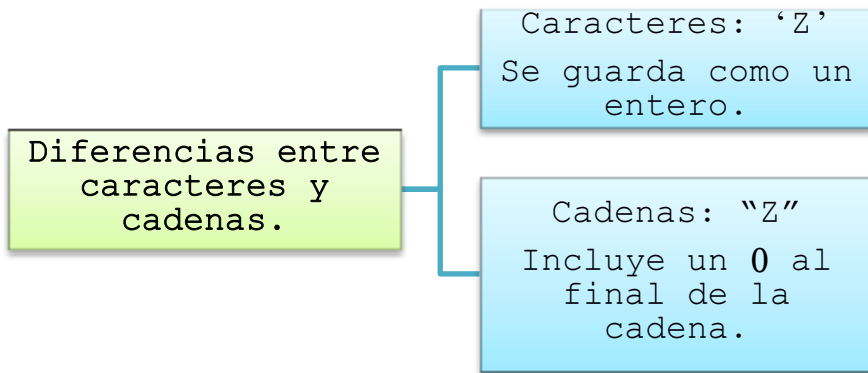 Diferencias entre
caracteres y
cadenas.
Caracteres: ‘Z’
Se guarda como un
entero.
Cadenas: “Z”
Incluye un 0 al
final de la
cadena.